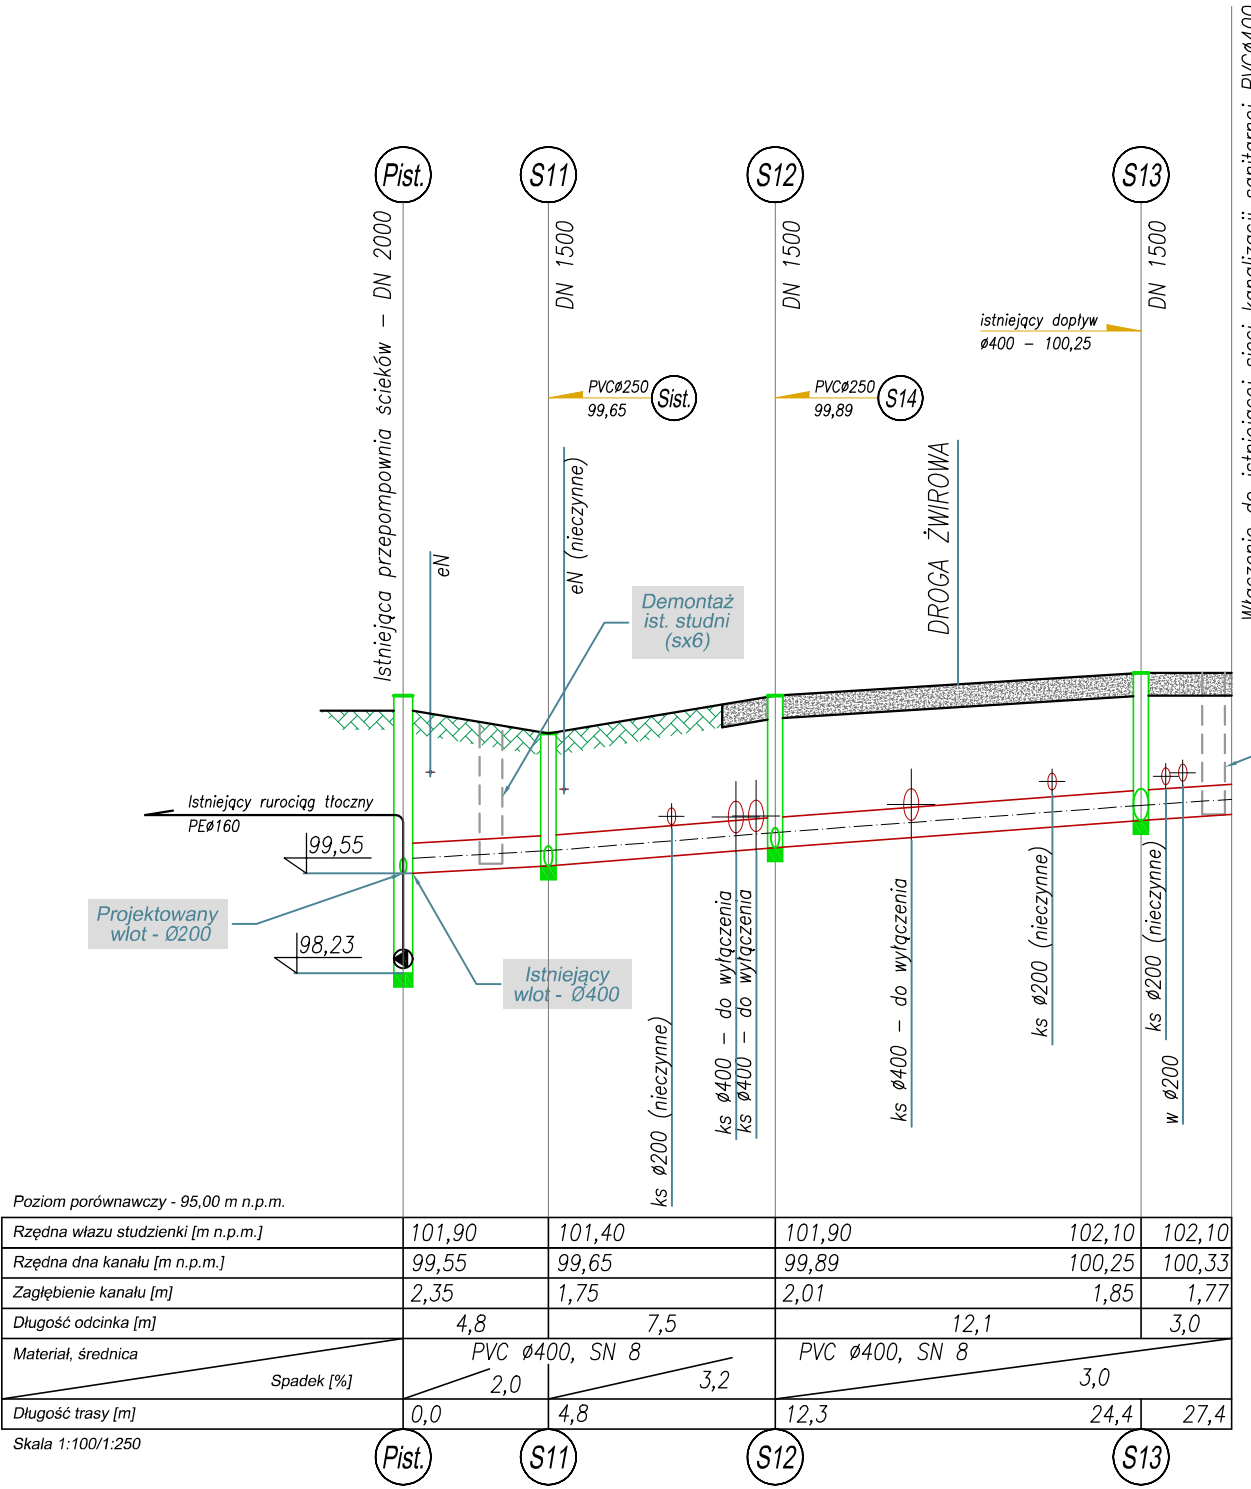 Pist.
S11
S12
S13
Istniejąca przepompownia ścieków – DN 2000
DN 1500
DN 1500
DN 1500
Włączenie do istniejącej sieci kanalizacji sanitarnej PVCø400
istniejący dopływ
ø400 – 100,25
PVCø250
99,65
Sist.
PVCø250
99,89
S14
eN
eN (nieczynne)
DROGA ŻWIROWA
Demontaż
ist. studni
(sx6)
Istniejący rurociąg tłoczny
PEø160
99,55
Projektowany
wlot - Ø200
98,23
Istniejący
wlot - Ø400
ks ø200 (nieczynne)
ks ø400 – do wyłączenia
ks ø400 – do wyłączenia
ks ø400 – do wyłączenia
ks ø200 (nieczynne)
ks ø200 (nieczynne)
w ø200
Poziom porównawczy - 95,00 m n.p.m.
Rzędna włazu studzienki [m n.p.m.] 101,90 101,40 101,90 102,10 102,10
Rzędna dna kanału [m n.p.m.] 99,55 99,65 99,89 100,25 100,33
Zagłębienie kanału [m] 2,35 1,75 2,01 1,85 1,77
Długość odcinka [m] 4,8 7,5 12,1 3,0
Materiał, średnica PVC ø400, SN 8 PVC ø400, SN 8
Spadek [%] 2,0 3,2 3,0
Długość trasy [m] 0,0 4,8 12,3 24,4 27,4
Skala 1:100/1:250
Pist.
S11
S12
S13